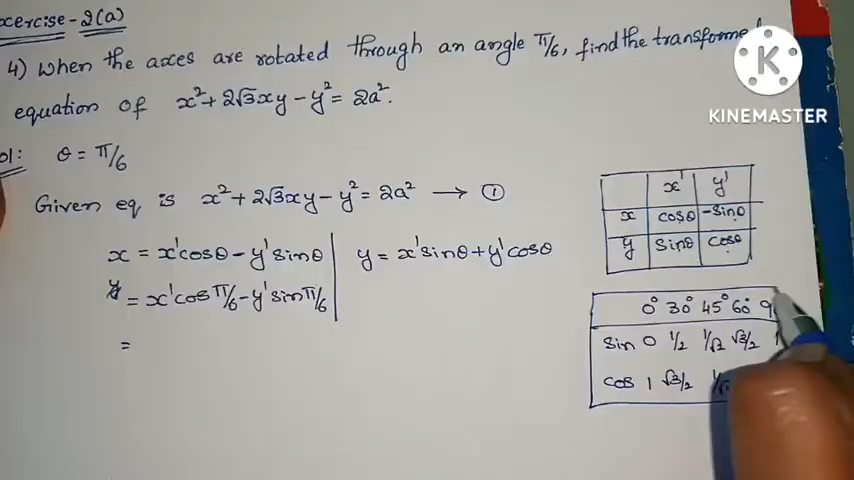 xercise-2(a)
4) When the axes are rotated through an angle π/6, find the transformed
equation of x²+2√3xy-y²=2a².
ol: θ = π/6
Given eq is x²+2√3xy-y²=2a² → ①
x = x'cosθ - y'sinθ
= x'cos π/6 - y'sin π/6
=
y = x'sinθ + y'cosθ
x' y'
x cosθ -sinθ
y sinθ cosθ
0° 30° 45° 60° 9
sin 0 1/2 1/√2 √3/2 1
cos 1 √3/2
K
KINEMASTER